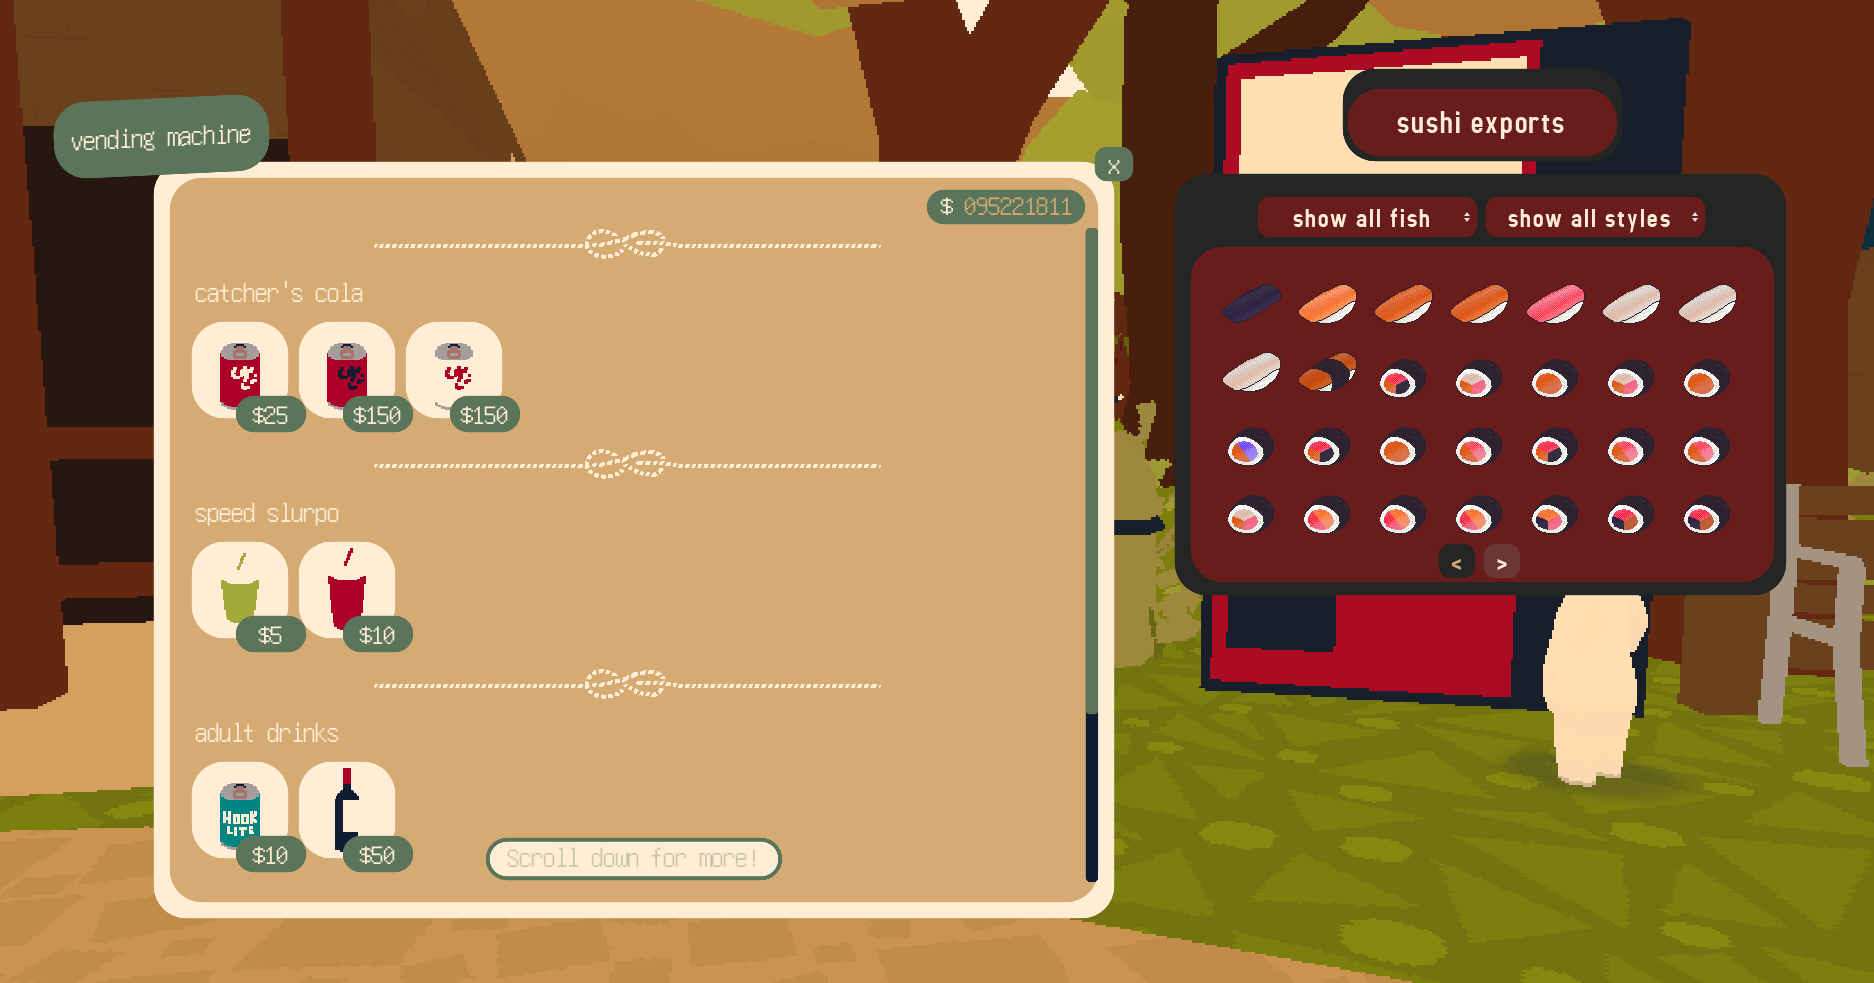 vending machine
x
$ 095221811
catcher's cola
$25
$150
$150
speed slurpo
$5
$10
adult drinks
HOOK
LITE
$10
$50
Scroll down for more!
sushi exports
show all fish
show all styles
<
>